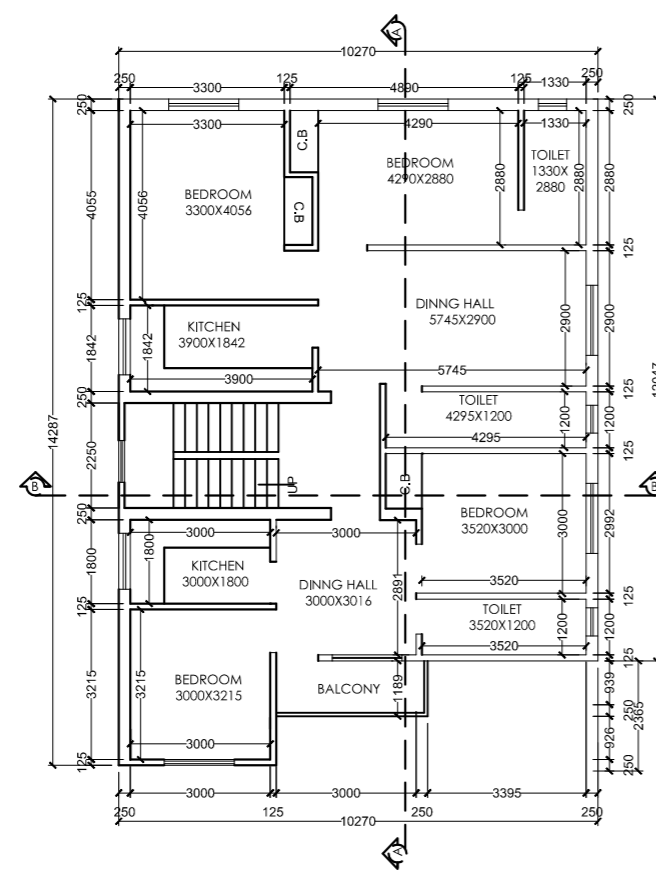 A
10270
250
3300
125
4890
125
1330
250
3300
4290
1330
250
250
4055
4056
C.B
C.B
BEDROOM
3300X4056
BEDROOM
4290X2880
2880
TOILET
1330X
2880
2880
2880
125
125
DINNG HALL
5745X2900
2900
2900
KITCHEN
3900X1842
1842
1842
3900
5745
250
125
TOILET
4295X1200
1200
1200
4295
125
14287
2250
UP
C.B
B
B
BEDROOM
3520X3000
3000
2992
3520
250
3000
3000
1800
1800
KITCHEN
3000X1800
DINNG HALL
3000X3016
2891
125
TOILET
3520X1200
1200
1200
3520
125
125
3215
3215
BEDROOM
3000X3215
BALCONY
1189
939
250
2365
926
3000
125
250
250
3000
125
3000
250
3395
250
10270
A